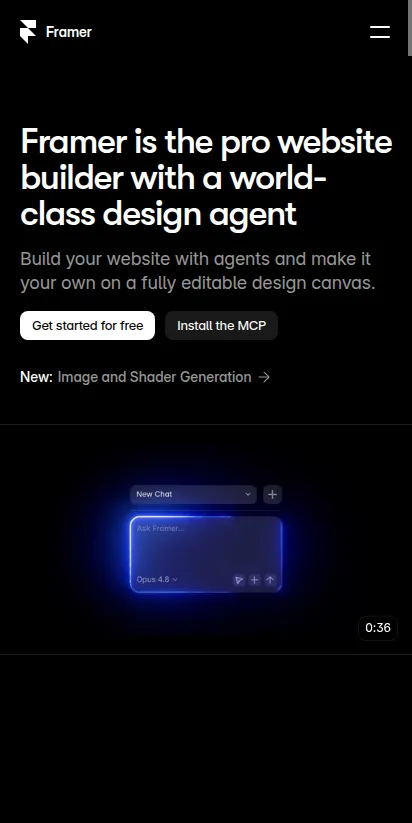 Framer
Framer is the pro website
builder with a world-
class design agent
Build your website with agents and make it
your own on a fully editable design canvas.
Get started for free
Install the MCP
New: Image and Shader Generation →
New Chat
Ask Framer...
Opus 4.8
0:36